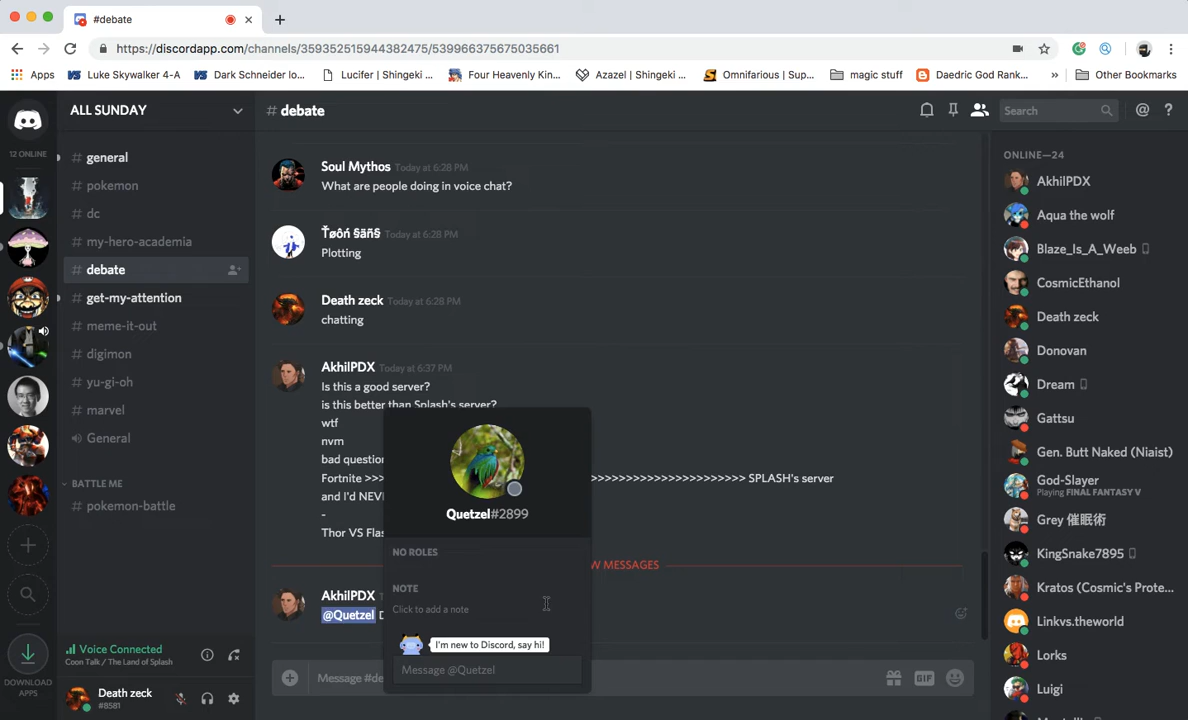 #debate
https://discordapp.com/channels/359352515944382475/539966375675035661
Apps
Luke Skywalker 4-A
Dark Schneider lo...
Lucifer | Shingeki ...
Four Heavenly Kin...
Azazel | Shingeki ...
Omnifarious | Sup...
magic stuff
Daedric God Rank...
»
Other Bookmarks
12 ONLINE
DOWNLOAD
APPS
ALL SUNDAY
# general
# pokemon
# dc
# my-hero-academia
# debate
# get-my-attention
# meme-it-out
# digimon
# yu-gi-oh
# marvel
General
BATTLE ME
# pokemon-battle
Voice Connected
Coon Talk / The Land of Splash
Death zeck
#8581
# debate
Search
Soul Mythos Today at 6:28 PM
What are people doing in voice chat?
Ťøôń §äñ§ Today at 6:28 PM
Plotting
Death zeck Today at 6:28 PM
chatting
AkhilPDX Today at 6:37 PM
Is this a good server?
is this better than Splash's server?
wtf
nvm
bad question
Fortnite >>> >>>>>>>>>>>>>>>>>>>>>> SPLASH's server
and I'd NEV
-
Thor VS Flas
W MESSAGES
AkhilPDX T
@Quetzel D
Message #de
GIF
Quetzel#2899
NO ROLES
NOTE
Click to add a note
I'm new to Discord, say hi!
Message @Quetzel
ONLINE—24
AkhilPDX
Aqua the wolf
Blaze_Is_A_Weeb
CosmicEthanol
Death zeck
Donovan
Dream
Gattsu
Gen. Butt Naked (Niaist)
God-Slayer
Playing FINAL FANTASY V
Grey 催眠術
KingSnake7895
Kratos (Cosmic's Prote...
Linkvs.theworld
Lorks
Luigi